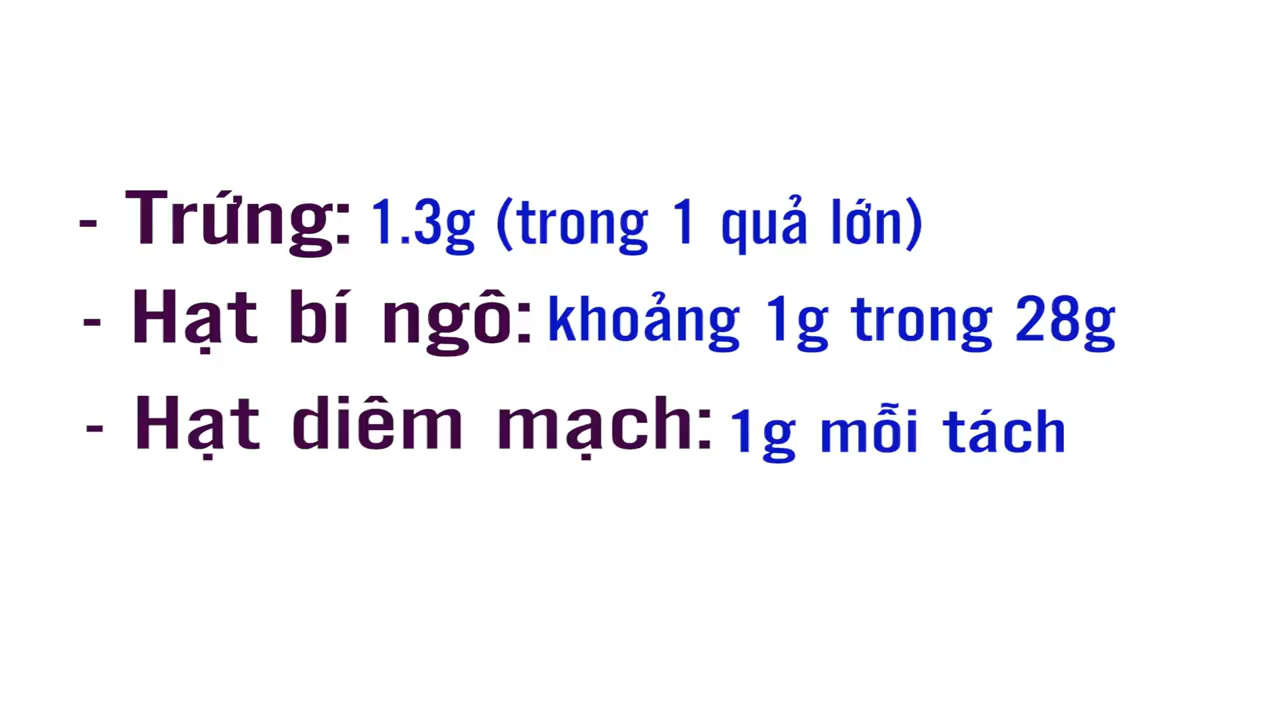 - Trứng: 1.3g (trong 1 quả lớn)
- Hạt bí ngô: khoảng 1g trong 28g
- Hạt diêm mạch: 1g mỗi tách